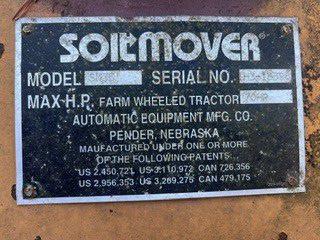 SOILMOVER®
MODEL SERIAL NO.
MAX H.P. FARM WHEELED TRACTOR
AUTOMATIC EQUIPMENT MFG. CO.
PENDER, NEBRASKA
MAUFACTURED UNDER ONE OR MORE
OF THE FOLLOWING PATENTS
US 2.450.721 US 3.110.972 CAN 726.356
US 2.956.353 US 3.269.275 CAN 479.175